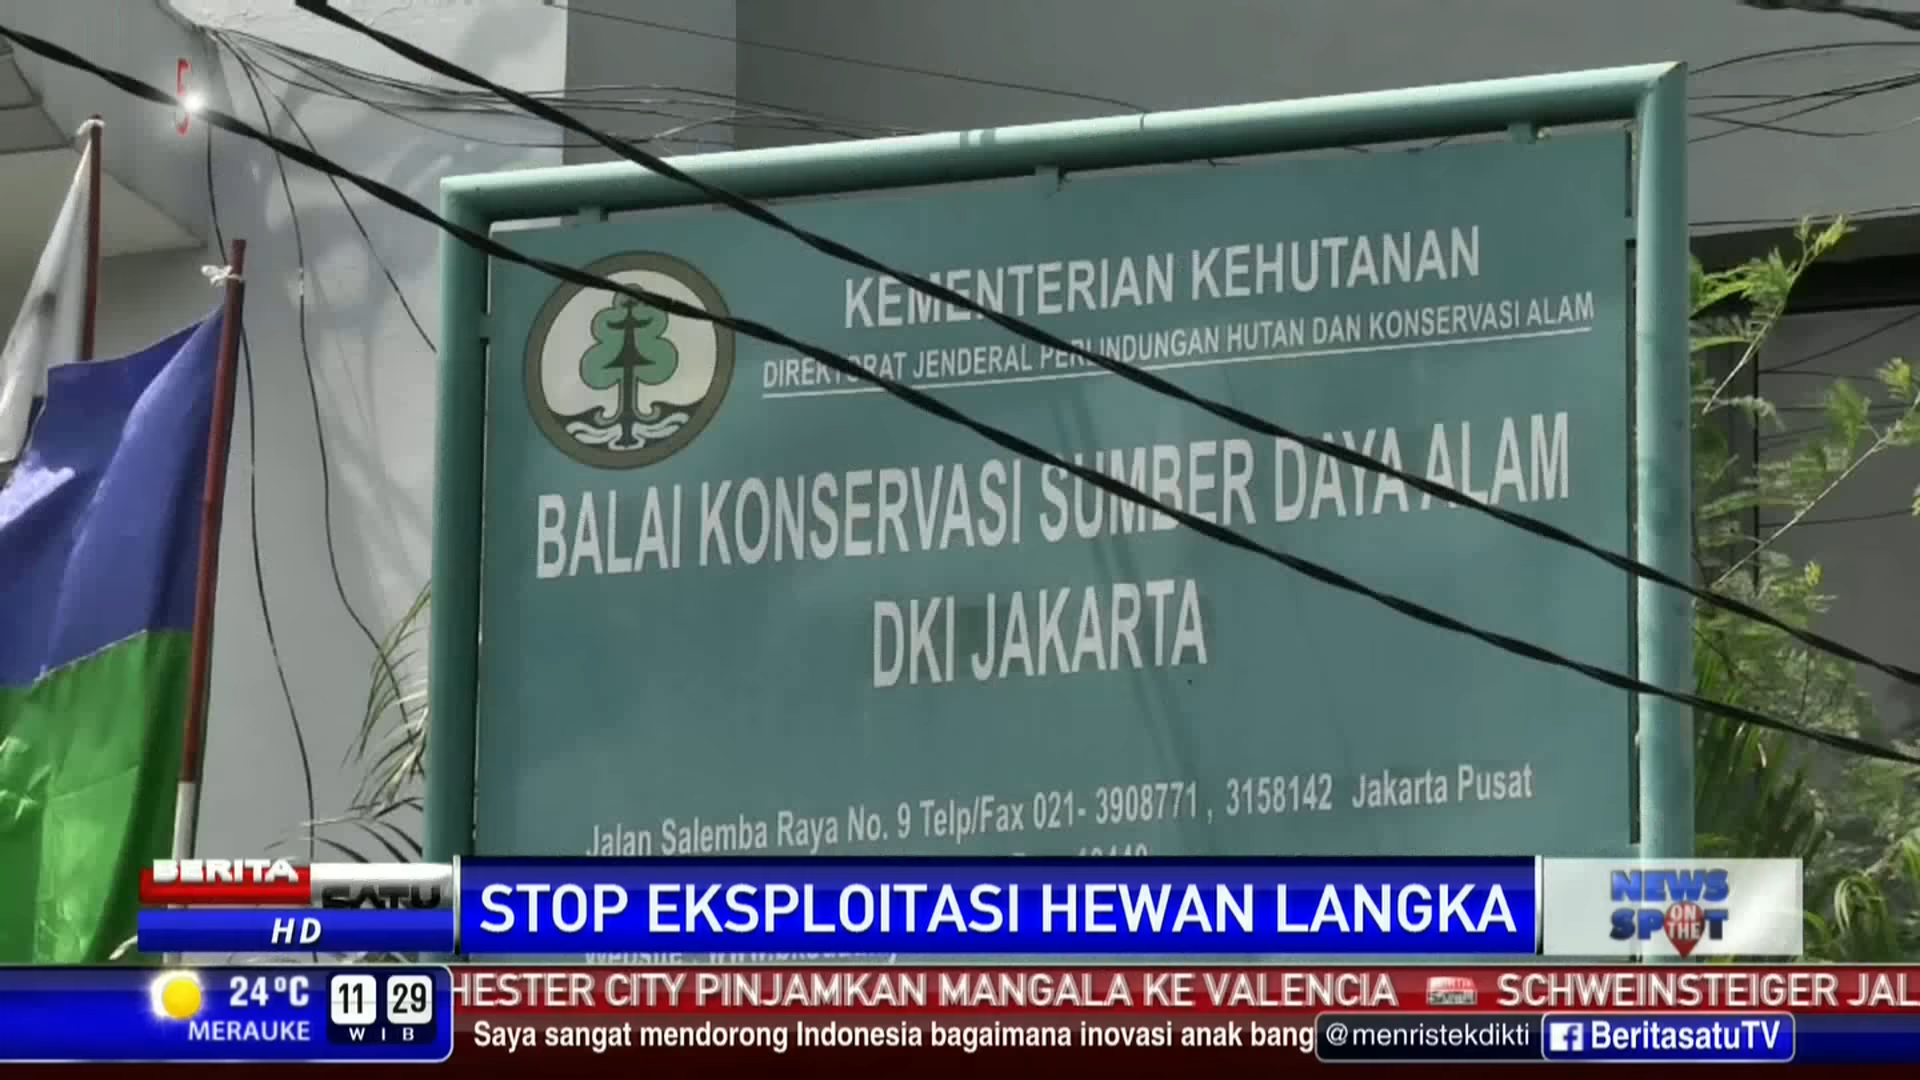 KEMENTERIAN KEHUTANAN
DIREKTORAT JENDERAL PERLINDUNGAN HUTAN DAN KONSERVASI ALAM
BALAI KONSERVASI SUMBER DAYA ALAM
DKI JAKARTA
Jalan Salemba Raya No. 9 Telp/Fax 021- 3908771 , 3158142 Jakarta Pusat
BERITA
SATU
HD
STOP EKSPLOITASI HEWAN LANGKA
NEWS
ON THE
SPOT
24°C
MERAUKE
11 29
WIB
HESTER CITY PINJAMKAN MANGALA KE VALENCIA SCHWEINSTEIGER JAL
Saya sangat mendorong Indonesia bagaimana inovasi anak bang
@menristekdikti
BeritasatuTV